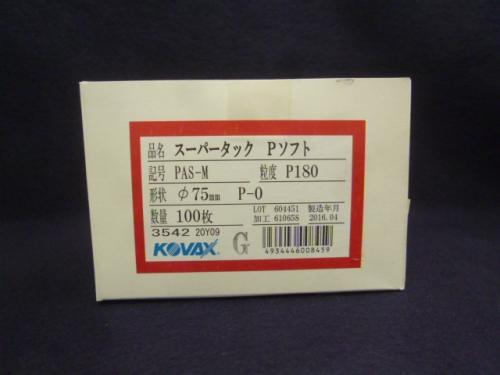 品名 スーパータック Pソフト
記号 PAS-M 粒度 P180
形状 φ75mm P-0
数量 100枚 LOT 604451 製造年月
加工 610658 2016.04
3542 20Y09
KOVAX G
4934446008459